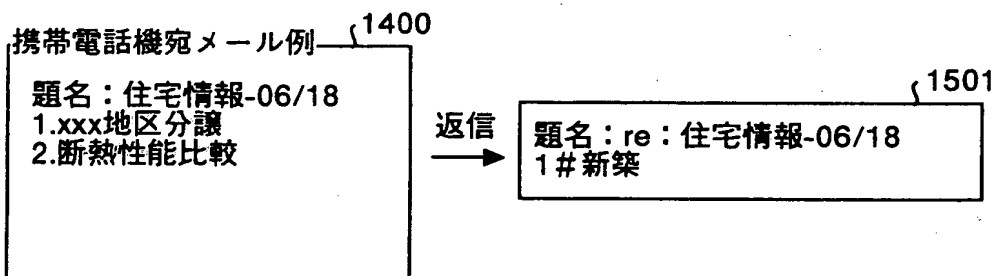 携帯電話機宛メール例
1400
題名：住宅情報-06/18
1.xxx地区分譲
2.断熱性能比較
返信
1501
題名：re：住宅情報-06/18
1＃新築